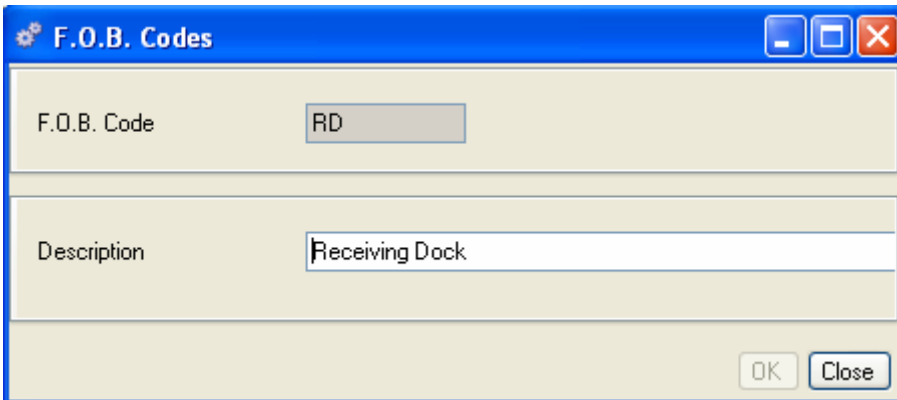 F.O.B. Codes
F.O.B. Code RD
Description Receiving Dock
OK Close